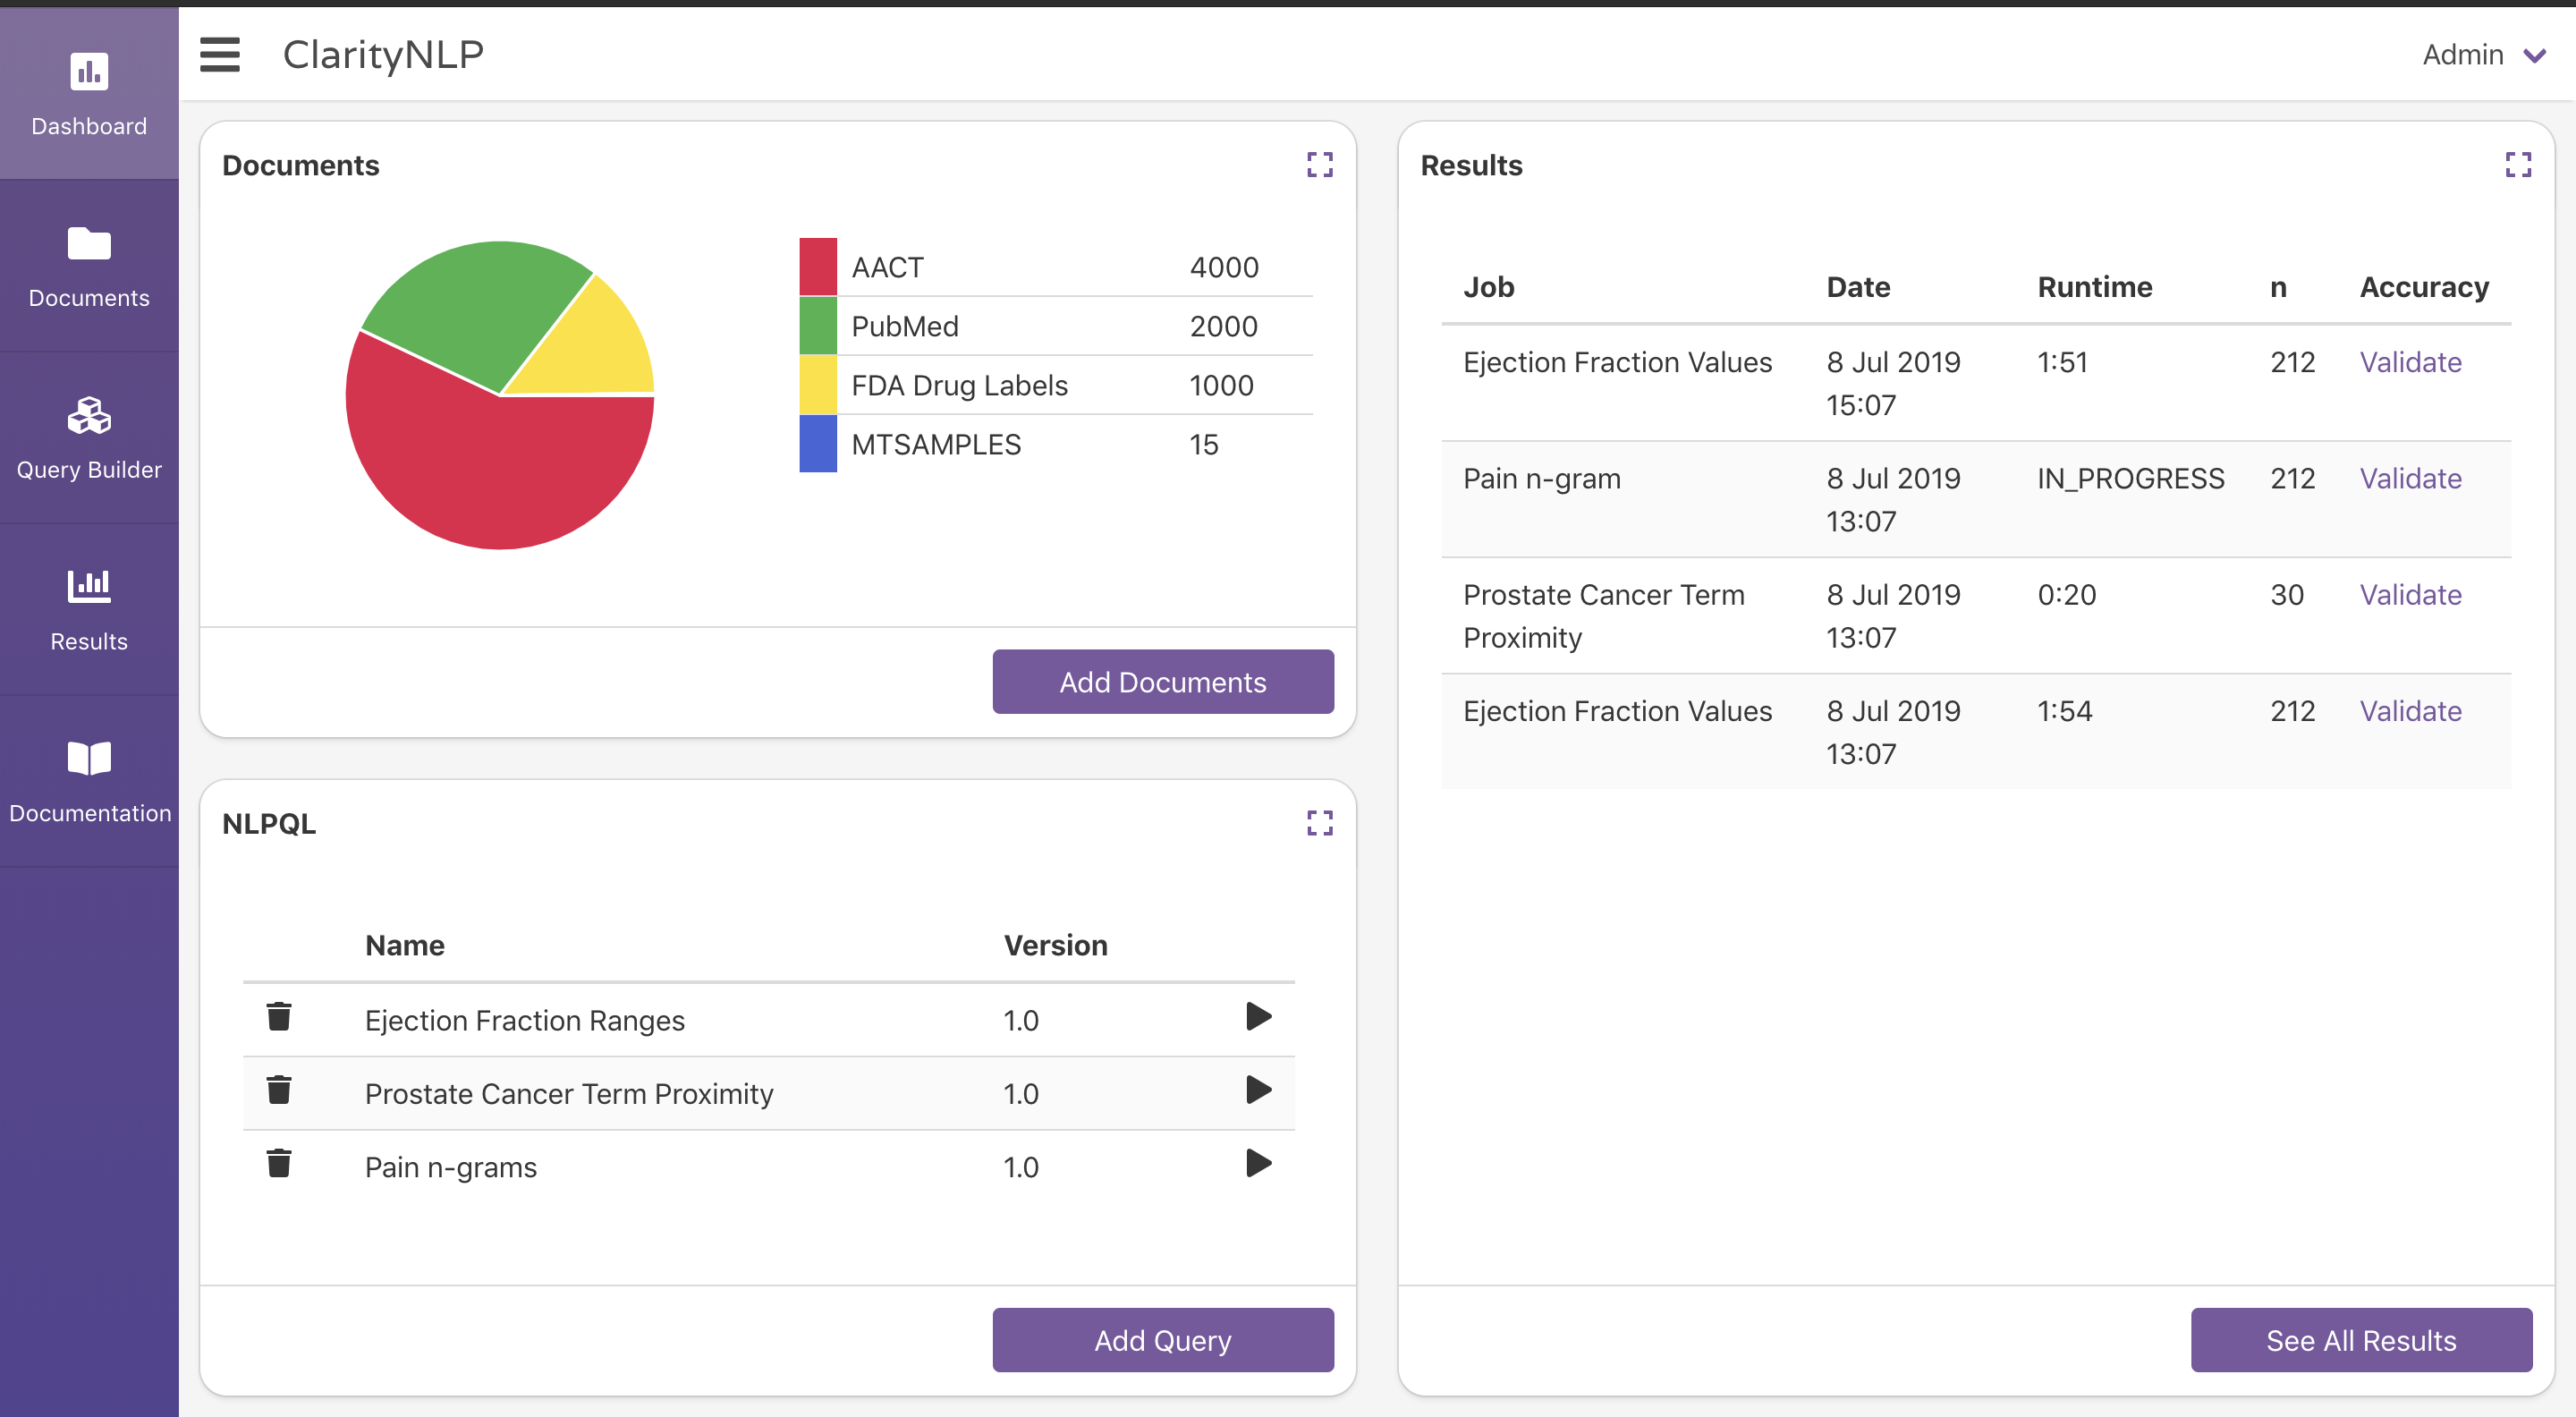 ClarityNLP
Admin
Dashboard
Documents
Query Builder
Results
Documentation
Documents
AACT 4000
PubMed 2000
FDA Drug Labels 1000
MTSAMPLES 15
Add Documents
NLPQL
Name Version
Ejection Fraction Ranges 1.0
Prostate Cancer Term Proximity 1.0
Pain n-grams 1.0
Add Query
Results
Job Date Runtime n Accuracy
Ejection Fraction Values 8 Jul 2019 1:51 212 Validate
15:07
Pain n-gram 8 Jul 2019 IN_PROGRESS 212 Validate
13:07
Prostate Cancer Term 8 Jul 2019 0:20 30 Validate
Proximity 13:07
Ejection Fraction Values 8 Jul 2019 1:54 212 Validate
13:07
See All Results